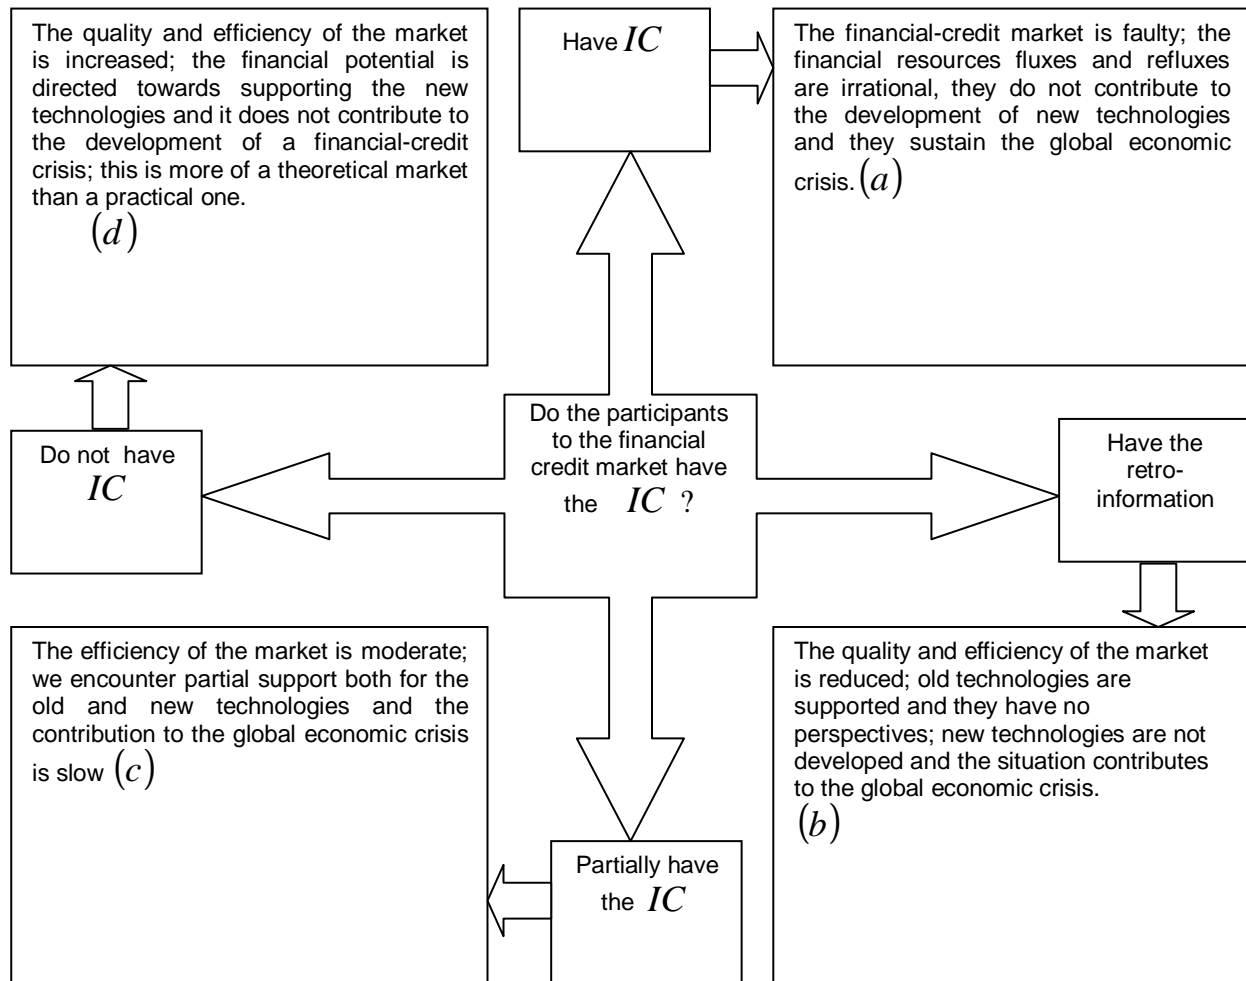 The quality and efficiency of the market
is increased; the financial potential is
directed towards supporting the new
technologies and it does not contribute to
the development of a financial-credit
crisis; this is more of a theoretical market
than a practical one.
(d)
Have IC
The financial-credit market is faulty; the
financial resources fluxes and refluxes
are irrational, they do not contribute to
the development of new technologies
and they sustain the global economic
crisis. (a)
Do not have
IC
Do the participants
to the financial
credit market have
the IC ?
Have the
retro-
information
The efficiency of the market is moderate;
we encounter partial support both for the
old and new technologies and the
contribution to the global economic crisis
is slow (c)
Partially have
the IC
The quality and efficiency of the market
is reduced; old technologies are
supported and they have no
perspectives; new technologies are not
developed and the situation contributes
to the global economic crisis.
(b)